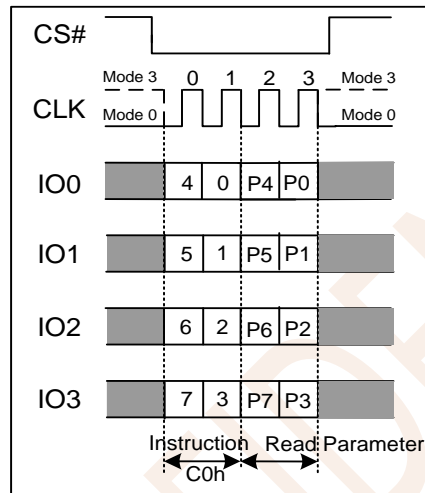 CS#
Mode 3 0 1 2 3 Mode 3
CLK
Mode 0 Mode 0
IO0 4 0 P4 P0
IO1 5 1 P5 P1
IO2 6 2 P6 P2
IO3 7 3 P7 P3
Instruction Read Parameter
C0h